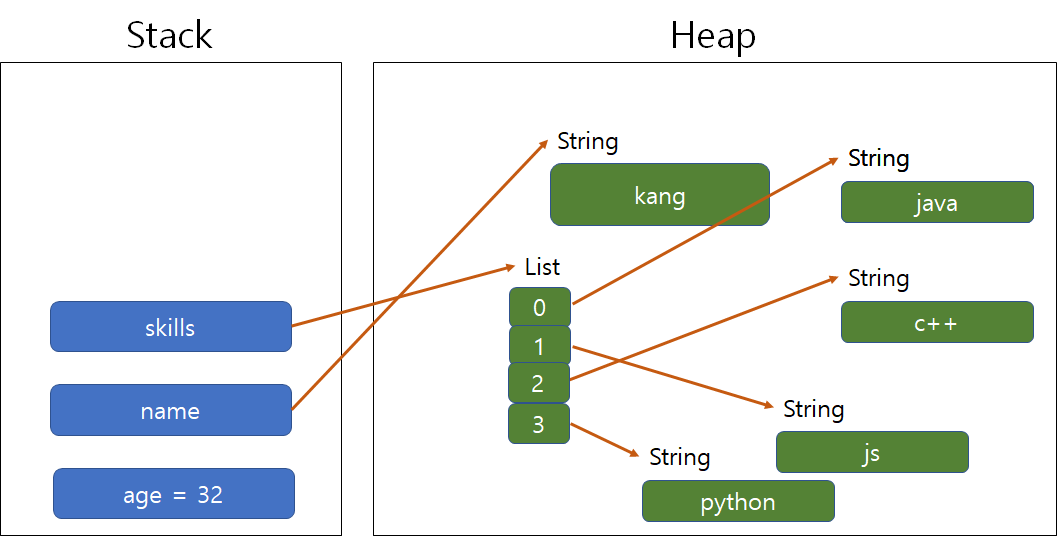 Stack
Heap
skills
name
age = 32
String
kang
List
0
1
2
3
String
java
String
c++
String
js
String
python